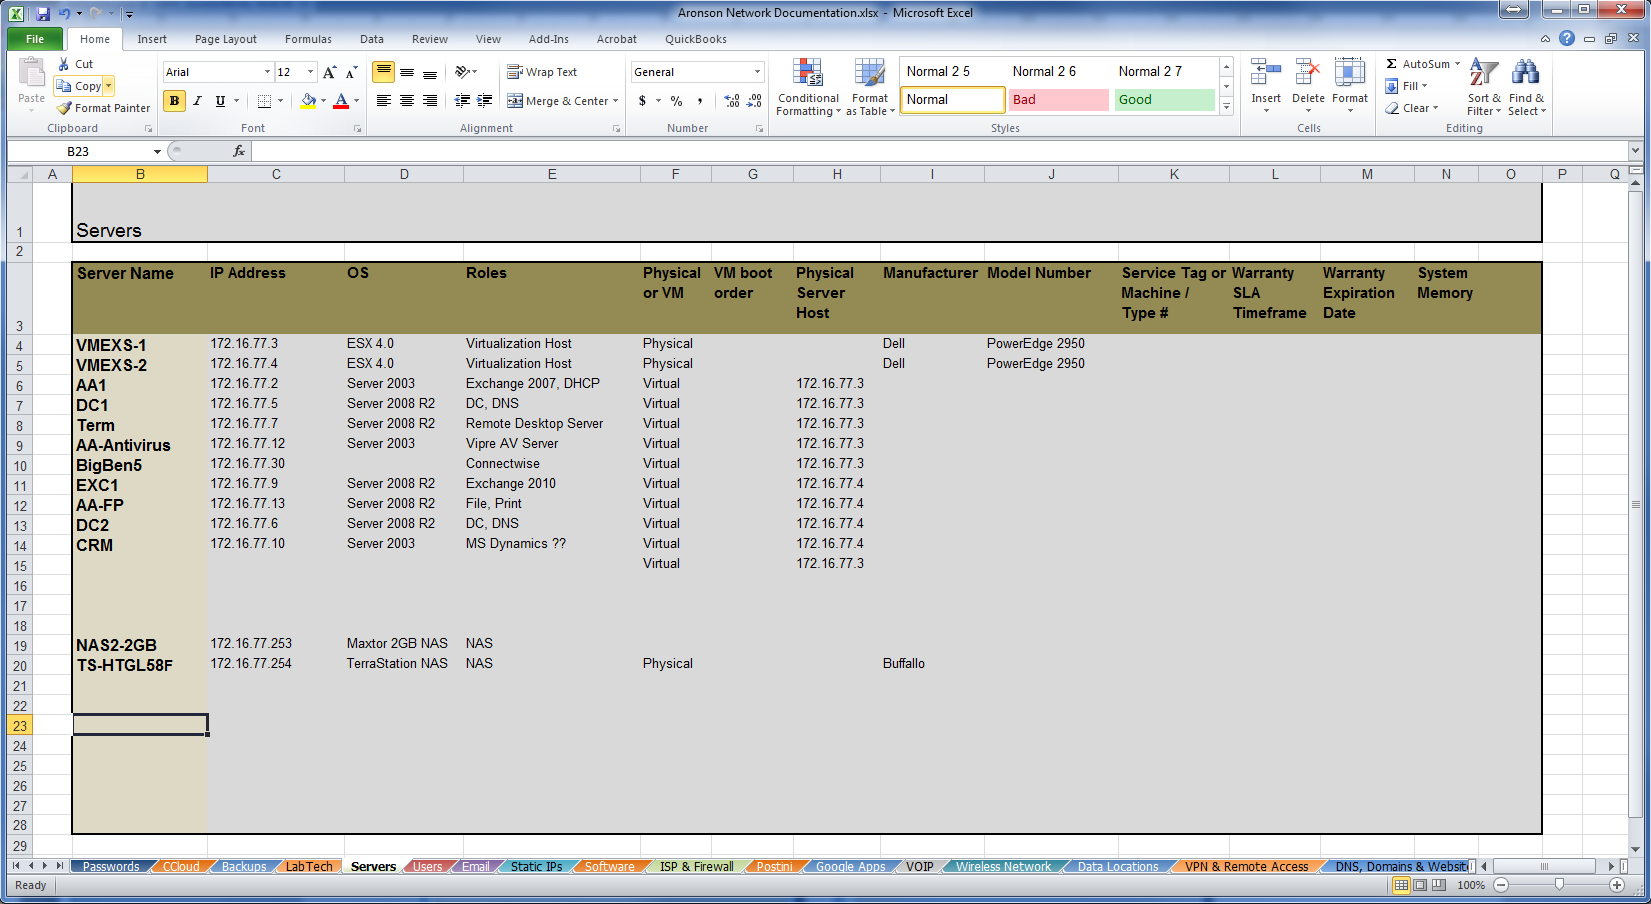 Aronson Network Documentation.xlsx - Microsoft Excel
File Home Insert Page Layout Formulas Data Review View Add-Ins Acrobat QuickBooks
Paste
Cut
Copy
Format Painter
Clipboard
Arial 12
B I U
Font
Wrap Text
Merge & Center
Alignment
General
$ % ,
Number
Conditional Formatting
Format as Table
Normal 2 5 Normal 2 6 Normal 2 7
Normal Bad Good
Styles
Insert Delete Format
Cells
AutoSum
Fill
Clear
Sort & Filter
Find & Select
Editing
B23 fx
A B C D E F G H I J K L M N O P Q
1 Servers
2
3 Server Name IP Address OS Roles Physical or VM VM boot order Physical Server Host Manufacturer Model Number Service Tag or Machine / Type # Warranty SLA Timeframe Warranty Expiration Date System Memory
4 VMEXS-1 172.16.77.3 ESX 4.0 Virtualization Host Physical Dell PowerEdge 2950
5 VMEXS-2 172.16.77.4 ESX 4.0 Virtualization Host Physical Dell PowerEdge 2950
6 AA1 172.16.77.2 Server 2003 Exchange 2007, DHCP Virtual 172.16.77.3
7 DC1 172.16.77.5 Server 2008 R2 DC, DNS Virtual 172.16.77.3
8 Term 172.16.77.7 Server 2008 R2 Remote Desktop Server Virtual 172.16.77.3
9 AA-Antivirus 172.16.77.12 Server 2003 Vipre AV Server Virtual 172.16.77.3
10 BigBen5 172.16.77.30 Connectwise Virtual 172.16.77.3
11 EXC1 172.16.77.9 Server 2008 R2 Exchange 2010 Virtual 172.16.77.4
12 AA-FP 172.16.77.13 Server 2008 R2 File, Print Virtual 172.16.77.4
13 DC2 172.16.77.6 Server 2008 R2 DC, DNS Virtual 172.16.77.4
14 CRM 172.16.77.10 Server 2003 MS Dynamics ?? Virtual 172.16.77.4
15 Virtual 172.16.77.3
16
17
18
19 NAS2-2GB 172.16.77.253 Maxtor 2GB NAS NAS
20 TS-HTGL58F 172.16.77.254 TerraStation NAS NAS Physical Buffallo
21
22
23
24
25
26
27
28
29
Passwords CCloud Backups LabTech Servers Users Email Static IPs Software ISP & Firewall Postini Google Apps VOIP Wireless Network Data Locations VPN & Remote Access DNS, Domains & Websit
Ready 100%